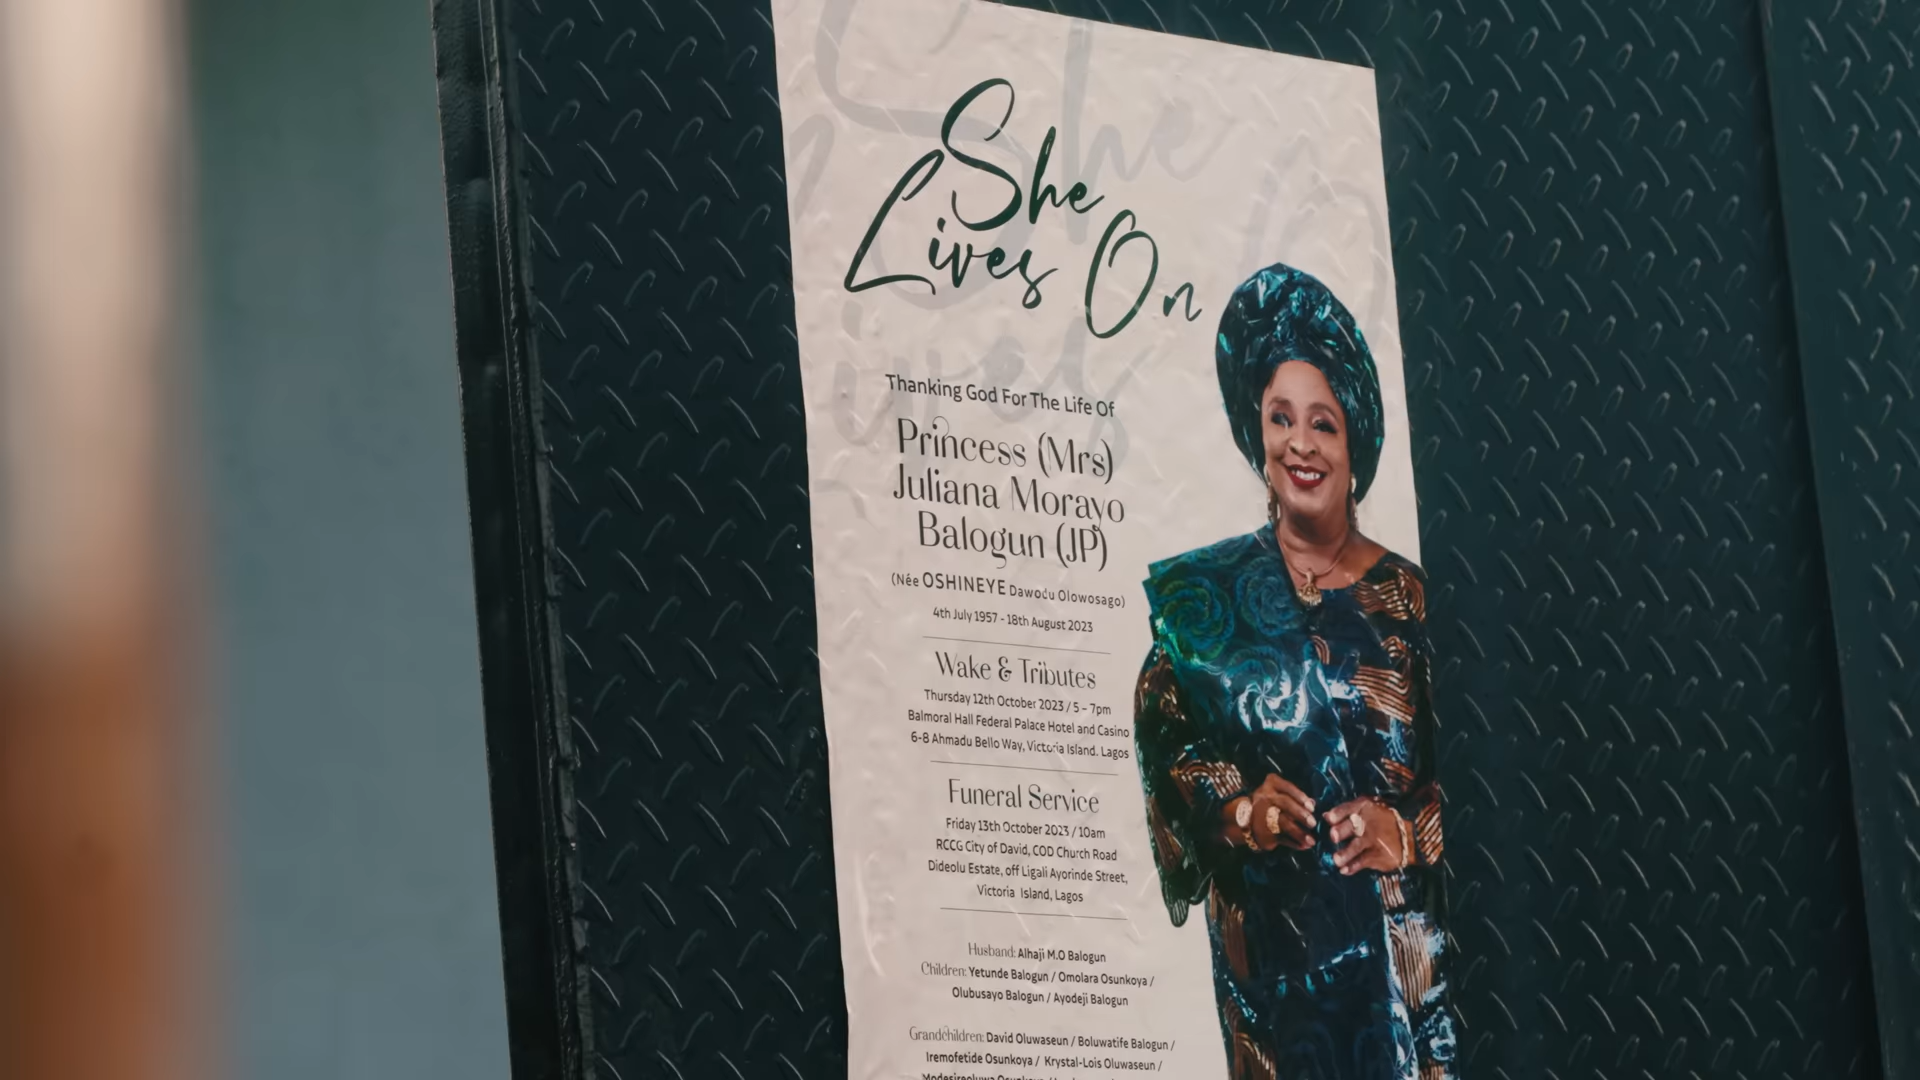 She
Lives On
Thanking God For The Life Of
Princess (Mrs)
Juliana Morayo
Balogun (JP)
(Née OSHINEYE Dawodu Olowosago)
4th July 1957 - 18th August 2023
Wake & Tributes
Thursday 12th October 2023 / 5 - 7pm
Balmoral Hall Federal Palace Hotel and Casino
6-8 Ahmadu Bello Way, Victoria Island. Lagos
Funeral Service
Friday 13th October 2023 / 10am
RCCG City of David, COD Church Road
Dideolu Estate, off Ligali Ayorinde Street,
Victoria Island, Lagos
Husband: Alhaji M.O Balogun
Children: Yetunde Balogun / Omolara Osunkoya /
Olubusayo Balogun / Ayodeji Balogun
Grandchildren: David Oluwaseun / Boluwatife Balogun /
Iremofetide Osunkoya / Krystal-Lois Oluwaseun /